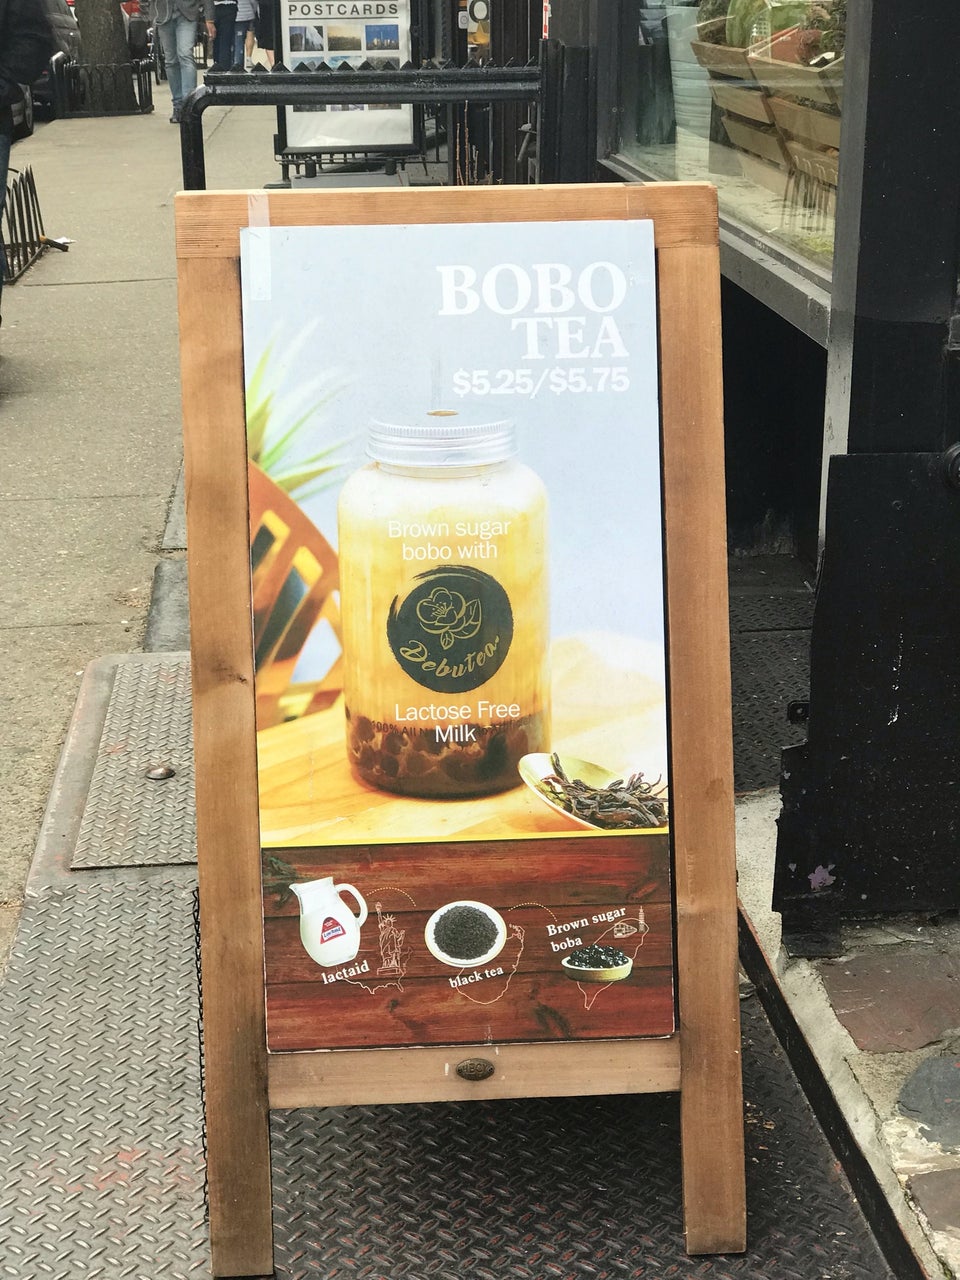 POSTCARDS
BOBO
TEA
$5.25/$5.75
Brown sugar
bobo with
Debutea
Lactose Free
Milk
lactaid
black tea
Brown sugar
boba